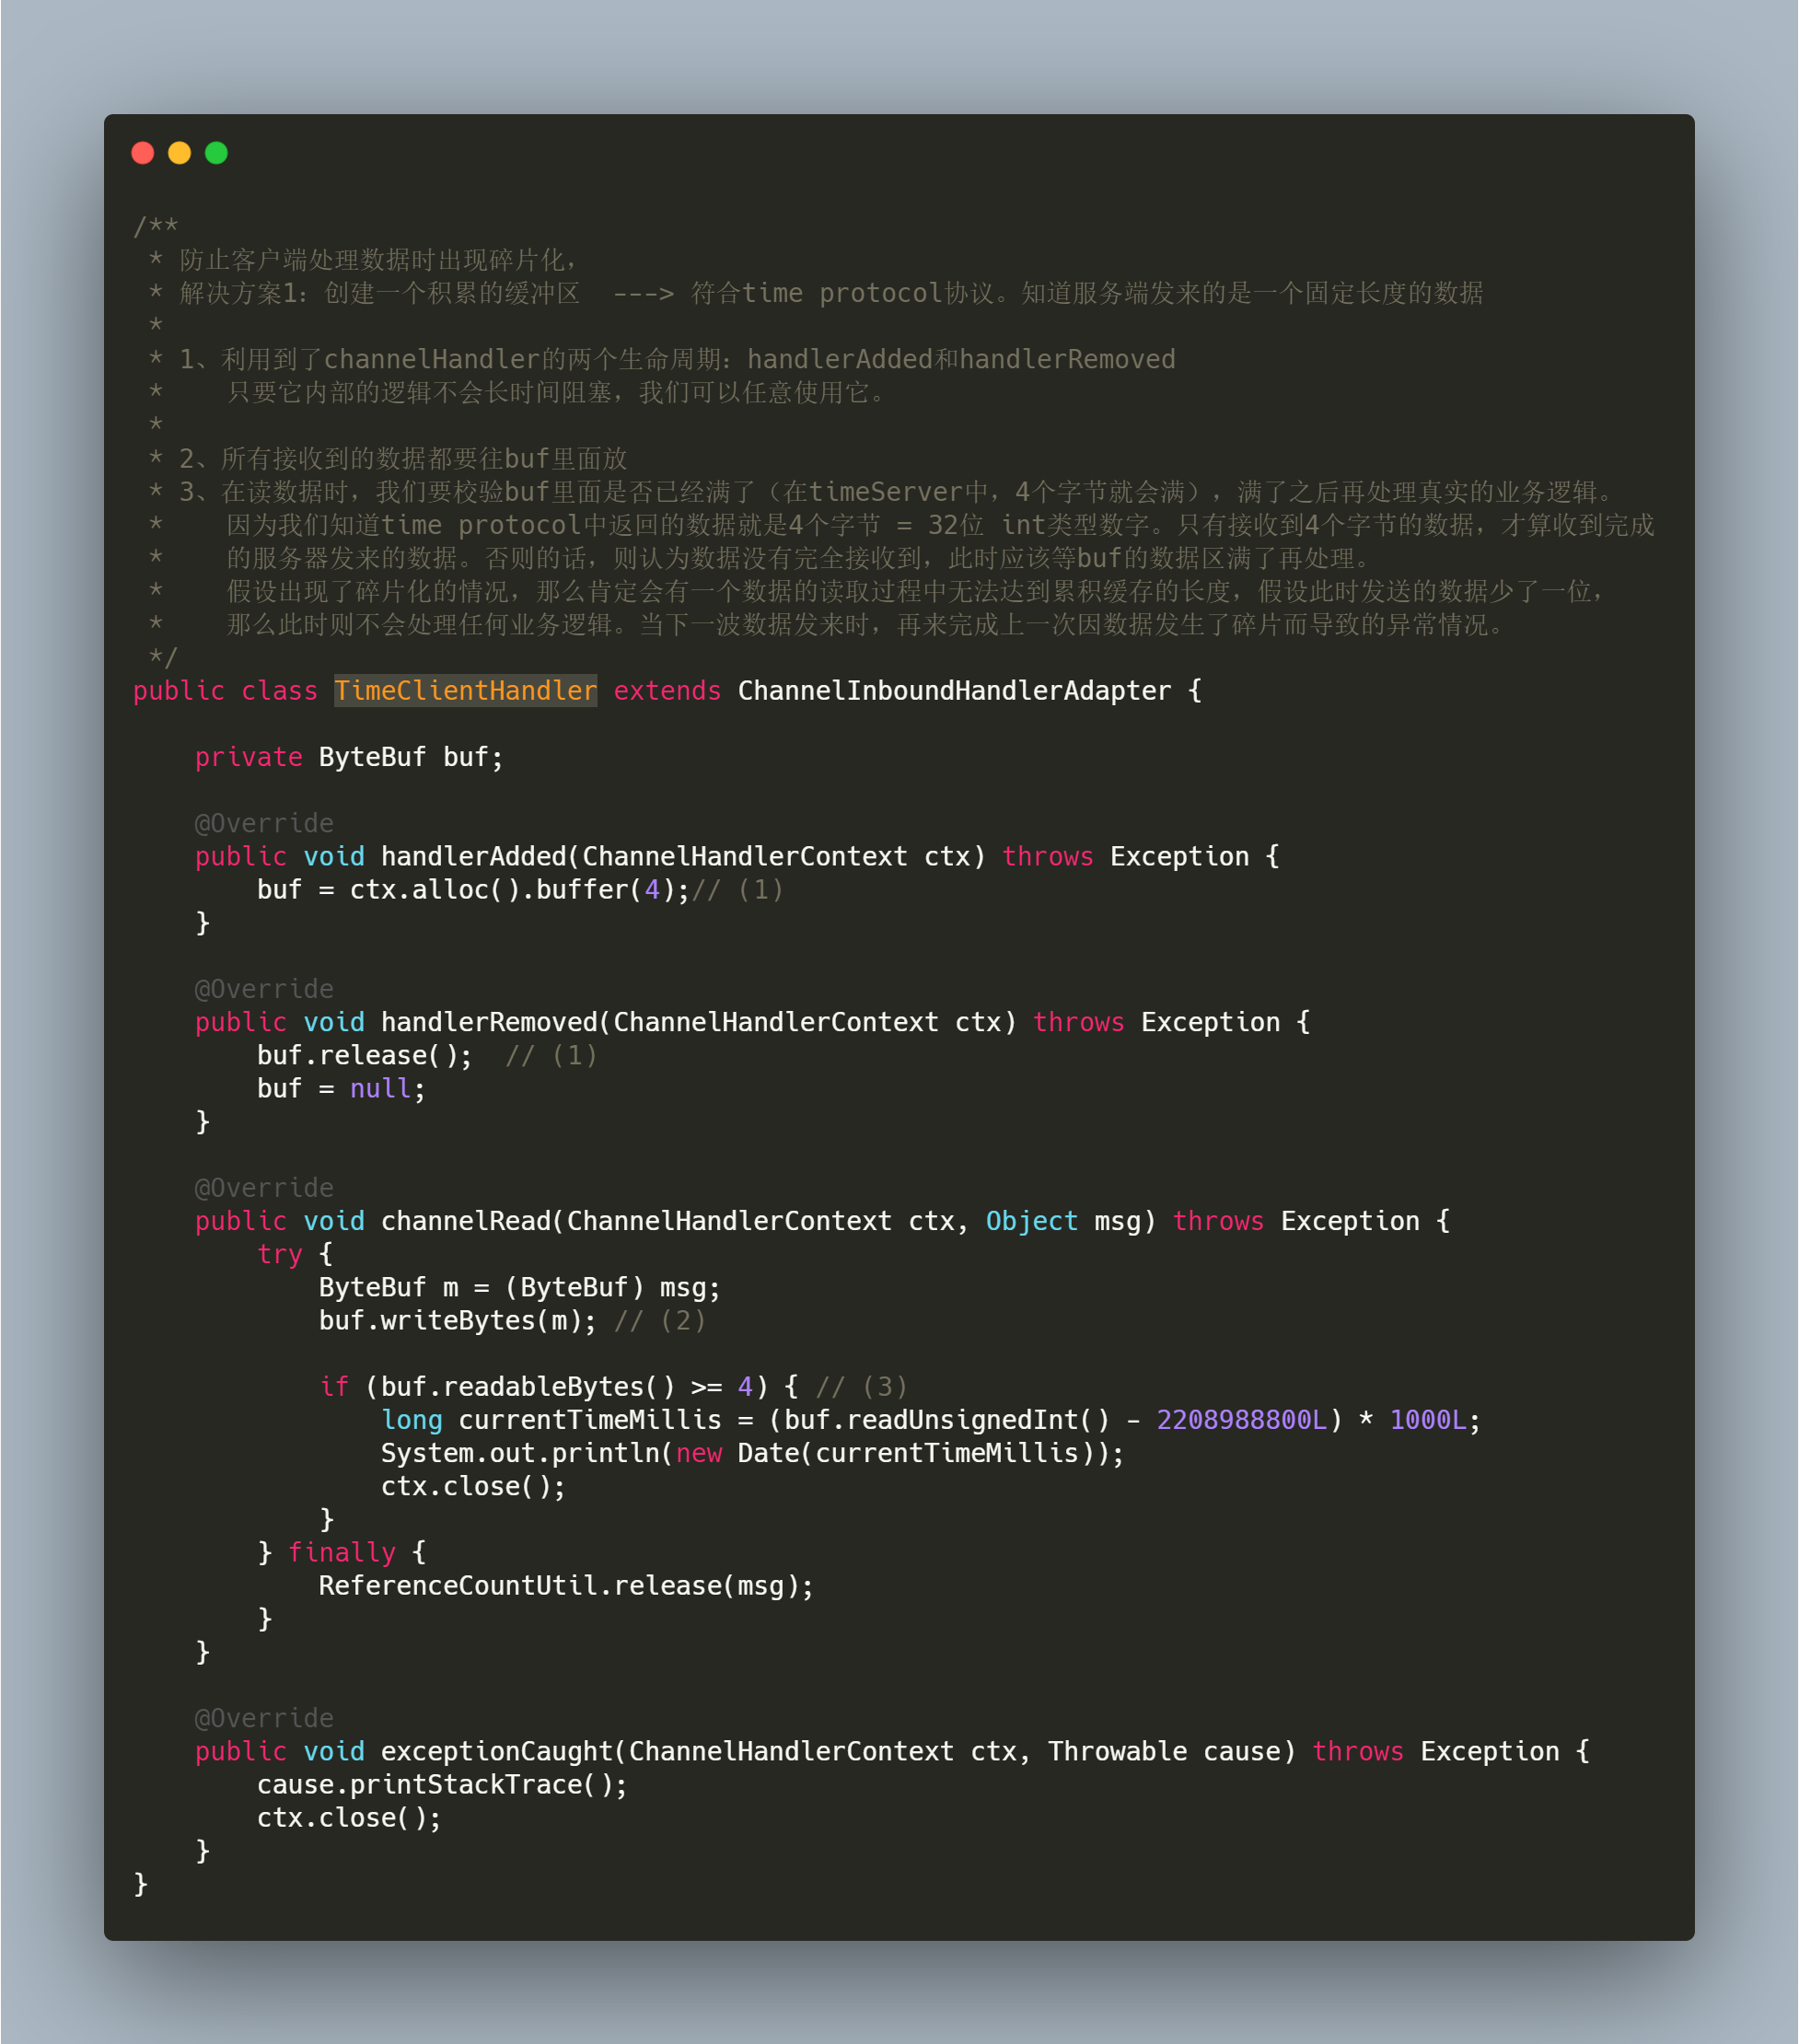 /**
 * 防止客户端处理数据时出现碎片化，
 * 解决方案1：创建一个积累的缓冲区  ---> 符合time protocol协议。知道服务端发来的是一个固定长度的数据
 *
 * 1、利用到了channelHandler的两个生命周期：handlerAdded和handlerRemoved
 *    只要它内部的逻辑不会长时间阻塞，我们可以任意使用它。
 *
 * 2、所有接收到的数据都要往buf里面放
 * 3、在读数据时，我们要校验buf里面是否已经满了（在timeServer中，4个字节就会满），满了之后再处理真实的业务逻辑。
 *    因为我们知道time protocol中返回的数据就是4个字节 = 32位 int类型数字。只有接收到4个字节的数据，才算收到完成
 *    的服务器发来的数据。否则的话，则认为数据没有完全接收到，此时应该等buf的数据区满了再处理。
 *    假设出现了碎片化的情况，那么肯定会有一个数据的读取过程中无法达到累积缓存的长度，假设此时发送的数据少了一位，
 *    那么此时则不会处理任何业务逻辑。当下一波数据发来时，再来完成上一次因数据发生了碎片而导致的异常情况。
 */
public class TimeClientHandler extends ChannelInboundHandlerAdapter {
    private ByteBuf buf;
    @Override
    public void handlerAdded(ChannelHandlerContext ctx) throws Exception {
        buf = ctx.alloc().buffer(4);// (1)
    }
    @Override
    public void handlerRemoved(ChannelHandlerContext ctx) throws Exception {
        buf.release();  // (1)
        buf = null;
    }
    @Override
    public void channelRead(ChannelHandlerContext ctx, Object msg) throws Exception {
        try {
            ByteBuf m = (ByteBuf) msg;
            buf.writeBytes(m); // (2)
            if (buf.readableBytes() >= 4) { // (3)
                long currentTimeMillis = (buf.readUnsignedInt() - 2208988800L) * 1000L;
                System.out.println(new Date(currentTimeMillis));
                ctx.close();
            }
        } finally {
            ReferenceCountUtil.release(msg);
        }
    }
    @Override
    public void exceptionCaught(ChannelHandlerContext ctx, Throwable cause) throws Exception {
        cause.printStackTrace();
        ctx.close();
    }
}